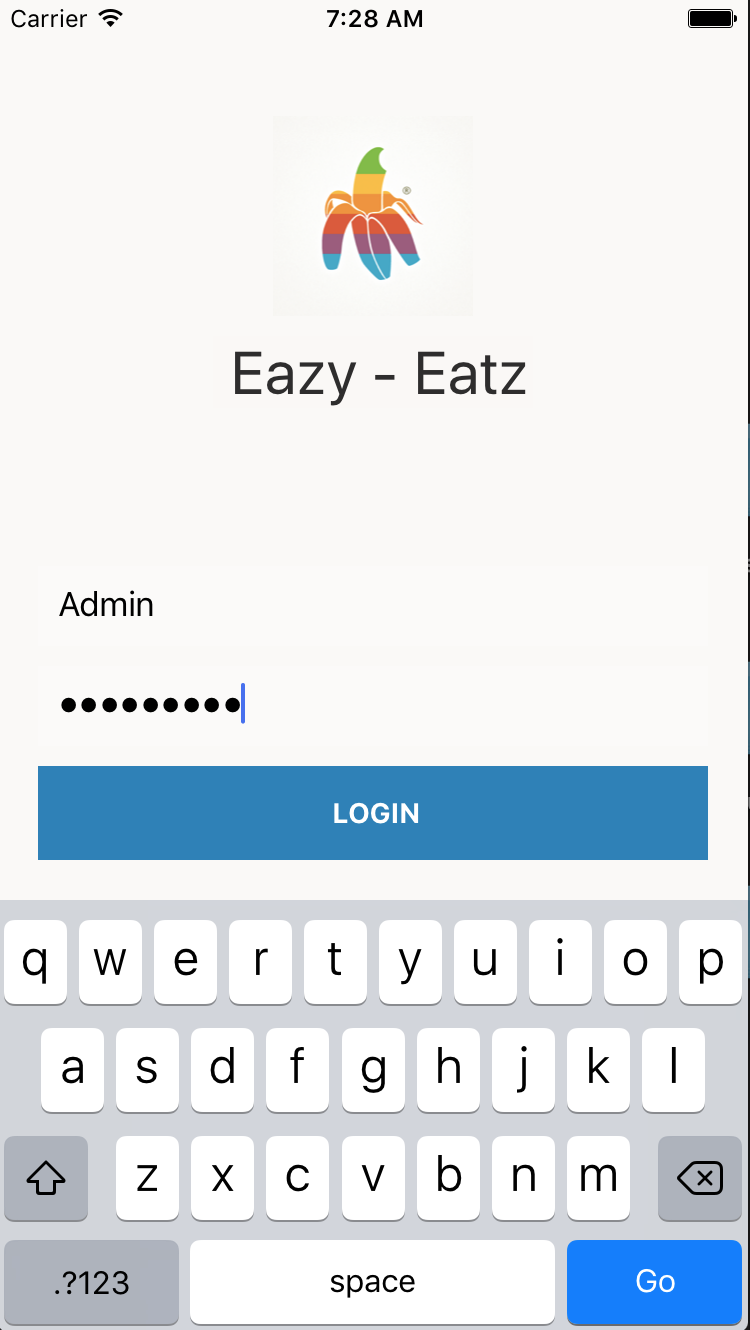 Carrier 7:28 AM
®
Eazy - Eatz
Admin
•••••••••
LOGIN
q w e r t y u i o p
a s d f g h j k l
z x c v b n m
.?123 space Go